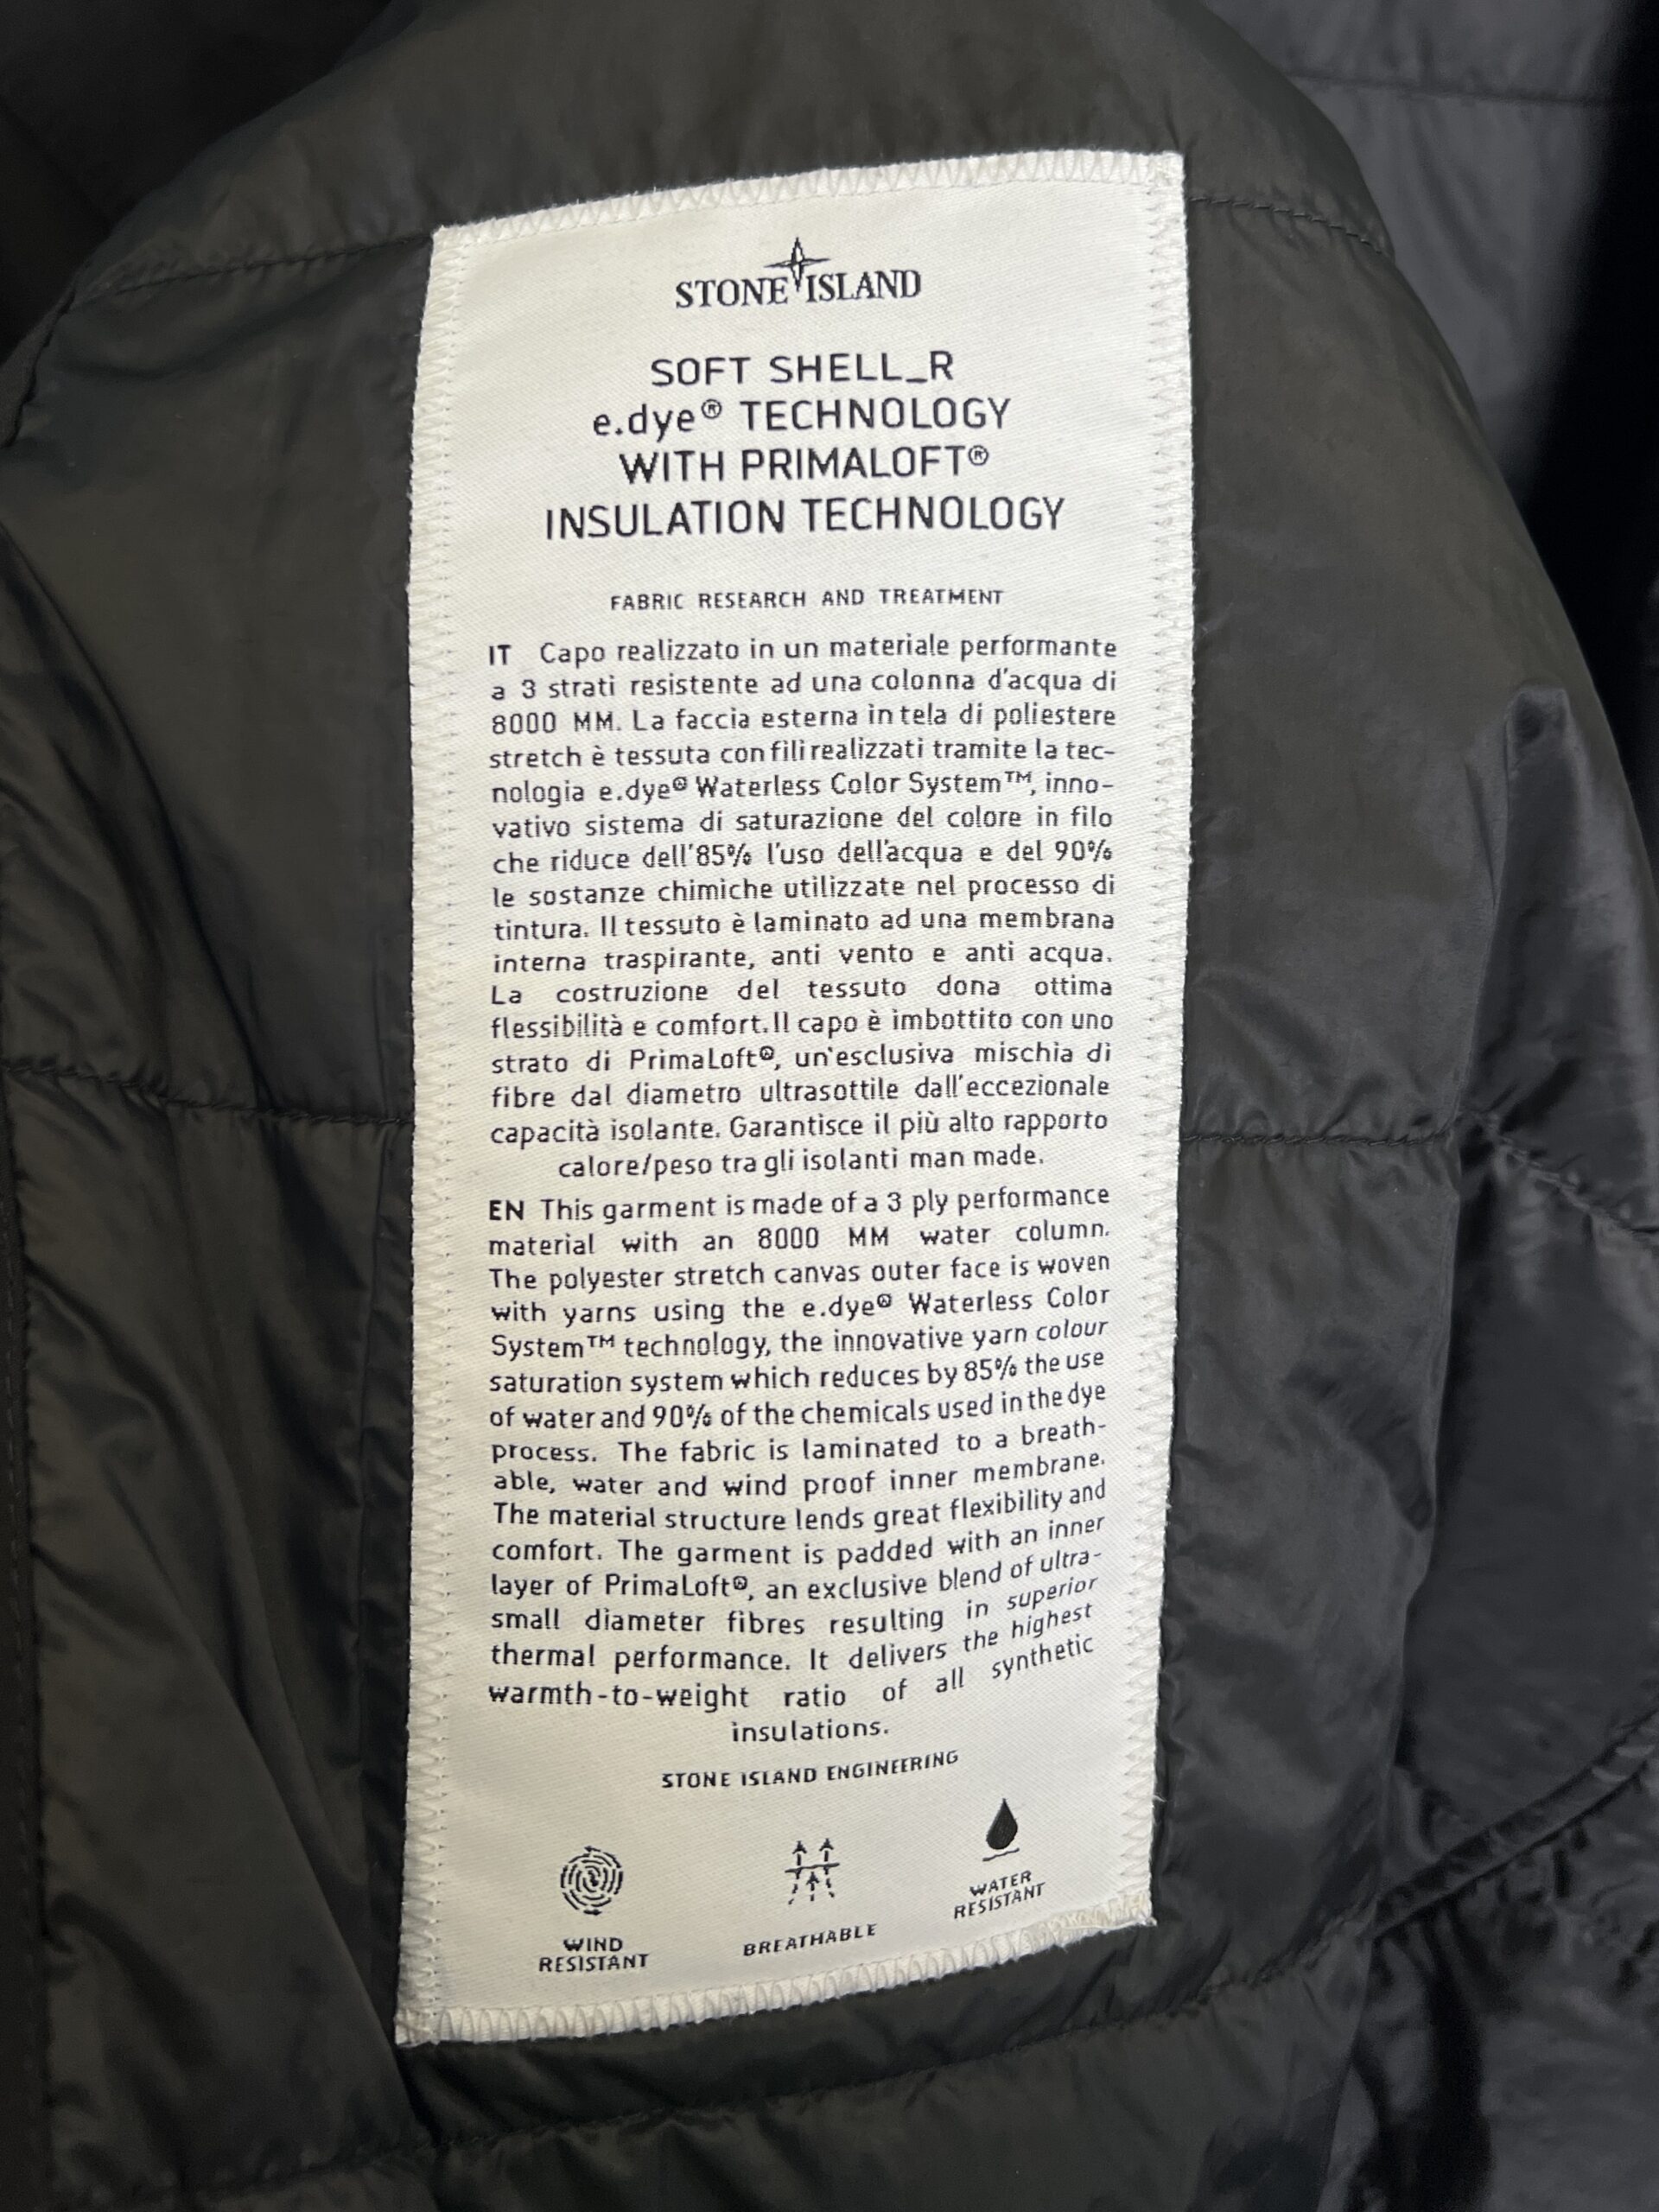 STONE ISLAND
SOFT SHELL_R
e.dye® TECHNOLOGY
WITH PRIMALOFT®
INSULATION TECHNOLOGY
FABRIC RESEARCH AND TREATMENT
IT Capo realizzato in un materiale performante
a 3 strati resistente ad una colonna d'acqua di
8000 MM. La faccia esterna in tela di poliestere
stretch è tessuta con fili realizzati tramite la tec-
nologia e.dye® Waterless Color System™, inno-
vativo sistema di saturazione del colore in filo
che riduce dell'85% l'uso dell'acqua e del 90%
le sostanze chimiche utilizzate nel processo di
tintura. Il tessuto è laminato ad una membrana
interna traspirante, anti vento e anti acqua.
La costruzione del tessuto dona ottima
flessibilità e comfort. Il capo è imbottito con uno
strato di PrimaLoft®, un'esclusiva mischia di
fibre dal diametro ultrasottile dall'eccezionale
capacità isolante. Garantisce il più alto rapporto
calore/peso tra gli isolanti man made.
EN This garment is made of a 3 ply performance
material with an 8000 MM water column.
The polyester stretch canvas outer face is woven
with yarns using the e.dye® Waterless Color
System™ technology, the innovative yarn colour
saturation system which reduces by 85% the use
of water and 90% of the chemicals used in the dye
process. The fabric is laminated to a breath-
able, water and wind proof inner membrane.
The material structure lends great flexibility and
comfort. The garment is padded with an inner
layer of PrimaLoft®, an exclusive blend of ultra-
small diameter fibres resulting in superior
thermal performance. It delivers the highest
warmth-to-weight ratio of all synthetic
insulations.
STONE ISLAND ENGINEERING
WIND
RESISTANT
BREATHABLE
WATER
RESISTANT